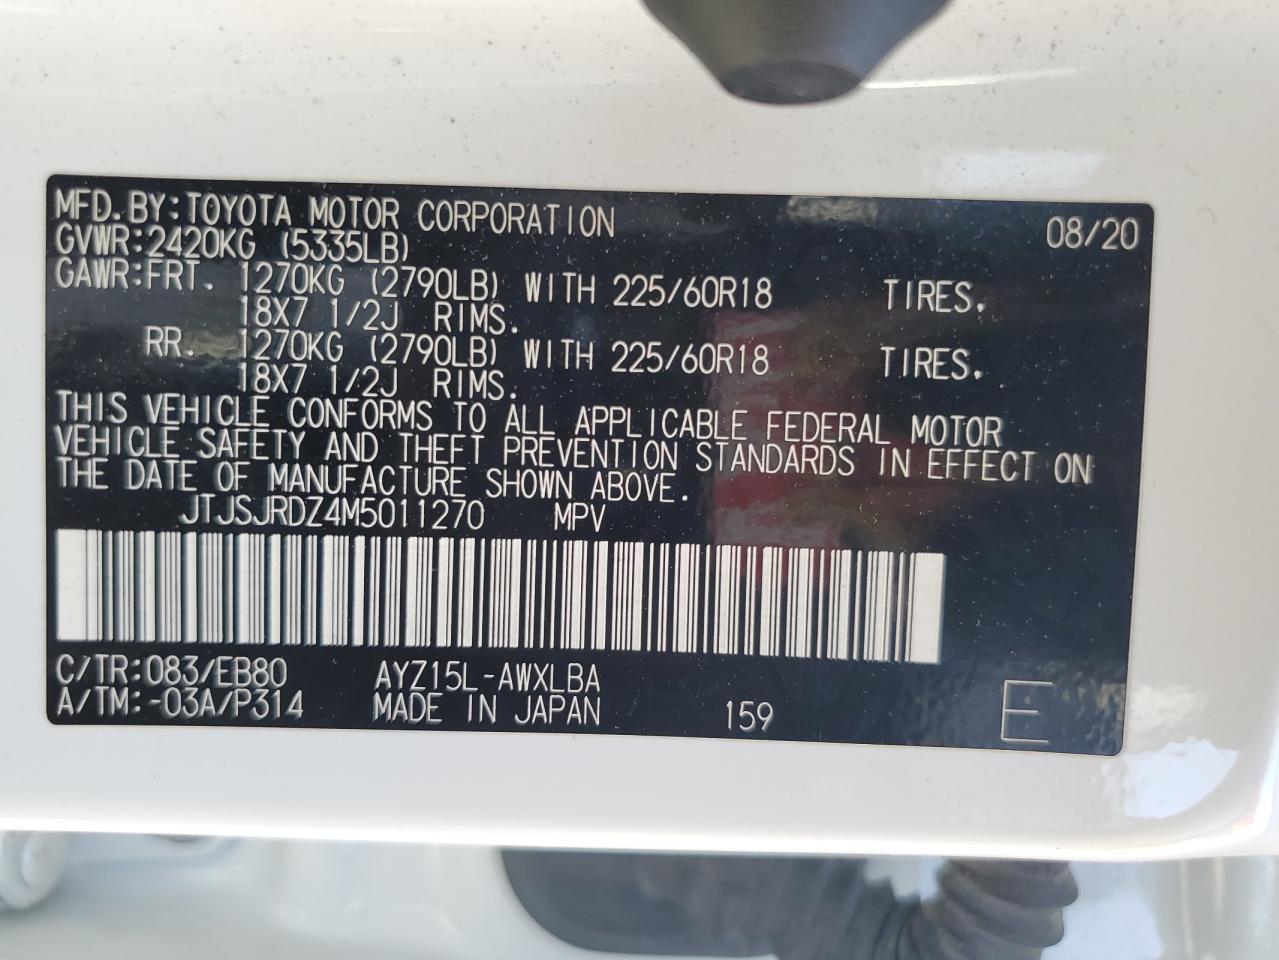 MFD.BY:TOYOTA MOTOR CORPORATION 08/20
GVWR:2420KG (5335LB)
GAWR:FRT. 1270KG (2790LB) WITH 225/60R18 TIRES.
18X7 1/2J RIMS.
RR. 1270KG (2790LB) WITH 225/60R18 TIRES.
18X7 1/2J RIMS.
THIS VEHICLE CONFORMS TO ALL APPLICABLE FEDERAL MOTOR
VEHICLE SAFETY AND THEFT PREVENTION STANDARDS IN EFFECT ON
THE DATE OF MANUFACTURE SHOWN ABOVE.
JTJSJRDZ4M5011270 MPV
C/TR:083/EB80 AYZ15L-AWXLBA
A/TM:-03A/P314 MADE IN JAPAN 159 E